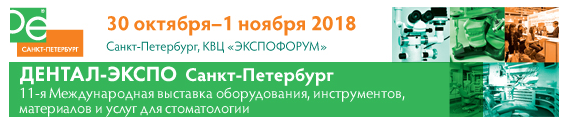 De
САНКТ-ПЕТЕРБУРГ
30 октября–1 ноября 2018
Санкт-Петербург, КВЦ «ЭКСПОФОРУМ»
ДЕНТАЛ-ЭКСПО Санкт-Петербург
11-я Международная выставка оборудования, инструментов,
материалов и услуг для стоматологии